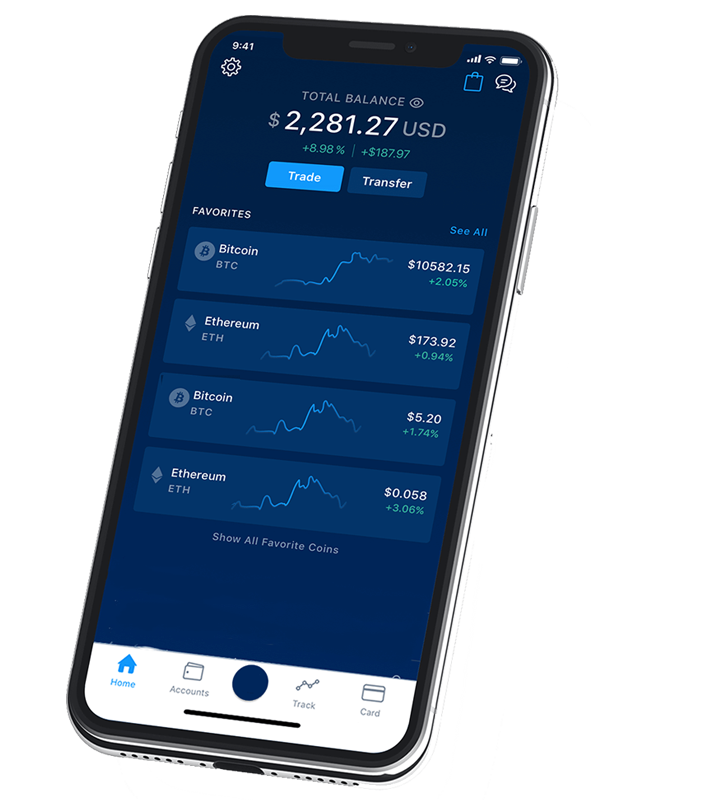 9:41
TOTAL BALANCE
$ 2,281.27 USD
+8.98% | +$187.97
Trade Transfer
FAVORITES
See All
Bitcoin
BTC
$10582.15
+2.05%
Ethereum
ETH
$173.92
+0.94%
Bitcoin
BTC
$5.20
+1.74%
Ethereum
ETH
$0.058
+3.06%
Show All Favorite Coins
Home Accounts Track Card